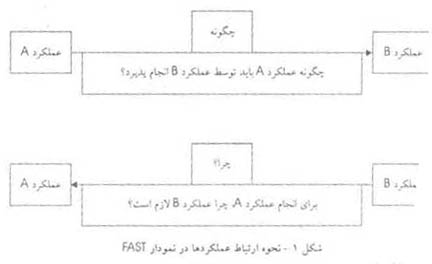 چگونه
عملکرد A
عملکرد B
چگونه عملکرد A باید توسط عملکرد B انجام پذیرد؟
چرا؟
عملکرد A
عملکرد B
برای انجام عملکرد A، چرا عملکرد B لازم است؟
شکل ۱ - نحوه ارتباط عملکردها در نمودار FAST